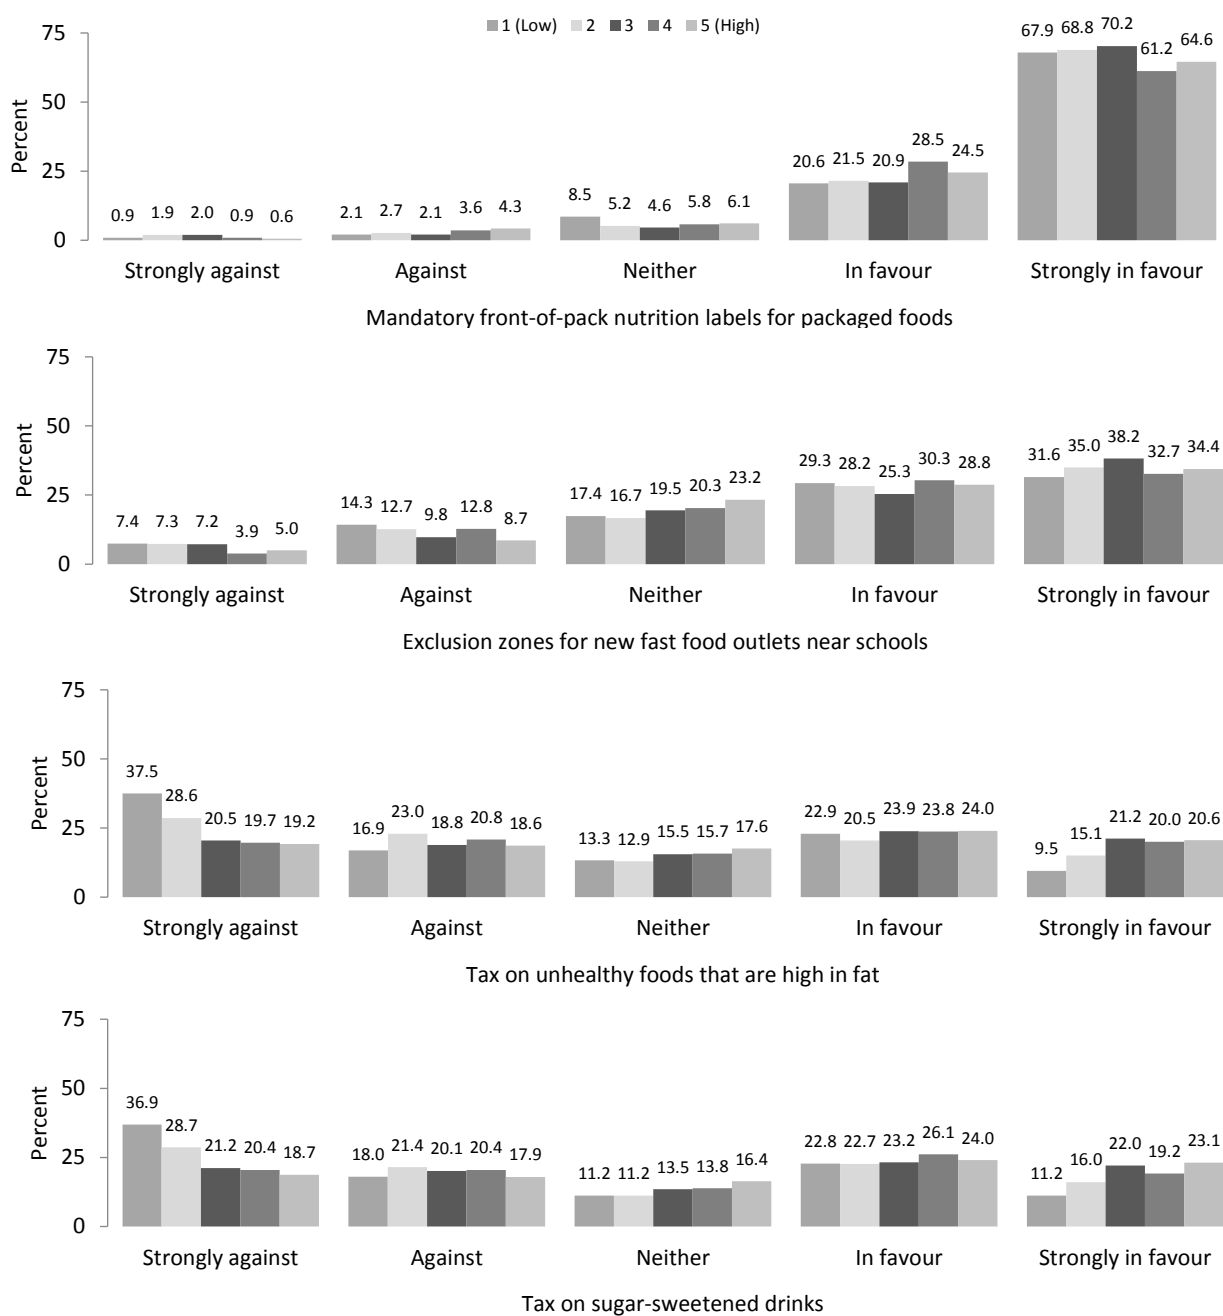 1 (Low) 2 3 4 5 (High)
75
50
25
0
Percent
0.9 1.9 2.0 0.9 0.6
2.1 2.7 2.1 3.6 4.3
8.5 5.2 4.6 5.8 6.1
20.6 21.5 20.9 28.5 24.5
67.9 68.8 70.2 61.2 64.6
Strongly against Against Neither In favour Strongly in favour
Mandatory front-of-pack nutrition labels for packaged foods
75
50
25
0
Percent
7.4 7.3 7.2 3.9 5.0
14.3 12.7 9.8 12.8 8.7
17.4 16.7 19.5 20.3 23.2
29.3 28.2 25.3 30.3 28.8
31.6 35.0 38.2 32.7 34.4
Strongly against Against Neither In favour Strongly in favour
Exclusion zones for new fast food outlets near schools
75
50
25
0
Percent
37.5 28.6 20.5 19.7 19.2
16.9 23.0 18.8 20.8 18.6
13.3 12.9 15.5 15.7 17.6
22.9 20.5 23.9 23.8 24.0
9.5 15.1 21.2 20.0 20.6
Strongly against Against Neither In favour Strongly in favour
Tax on unhealthy foods that are high in fat
75
50
25
0
Percent
36.9 28.7 21.2 20.4 18.7
18.0 21.4 20.1 20.4 17.9
11.2 11.2 13.5 13.8 16.4
22.8 22.7 23.2 26.1 24.0
11.2 16.0 22.0 19.2 23.1
Strongly against Against Neither In favour Strongly in favour
Tax on sugar-sweetened drinks